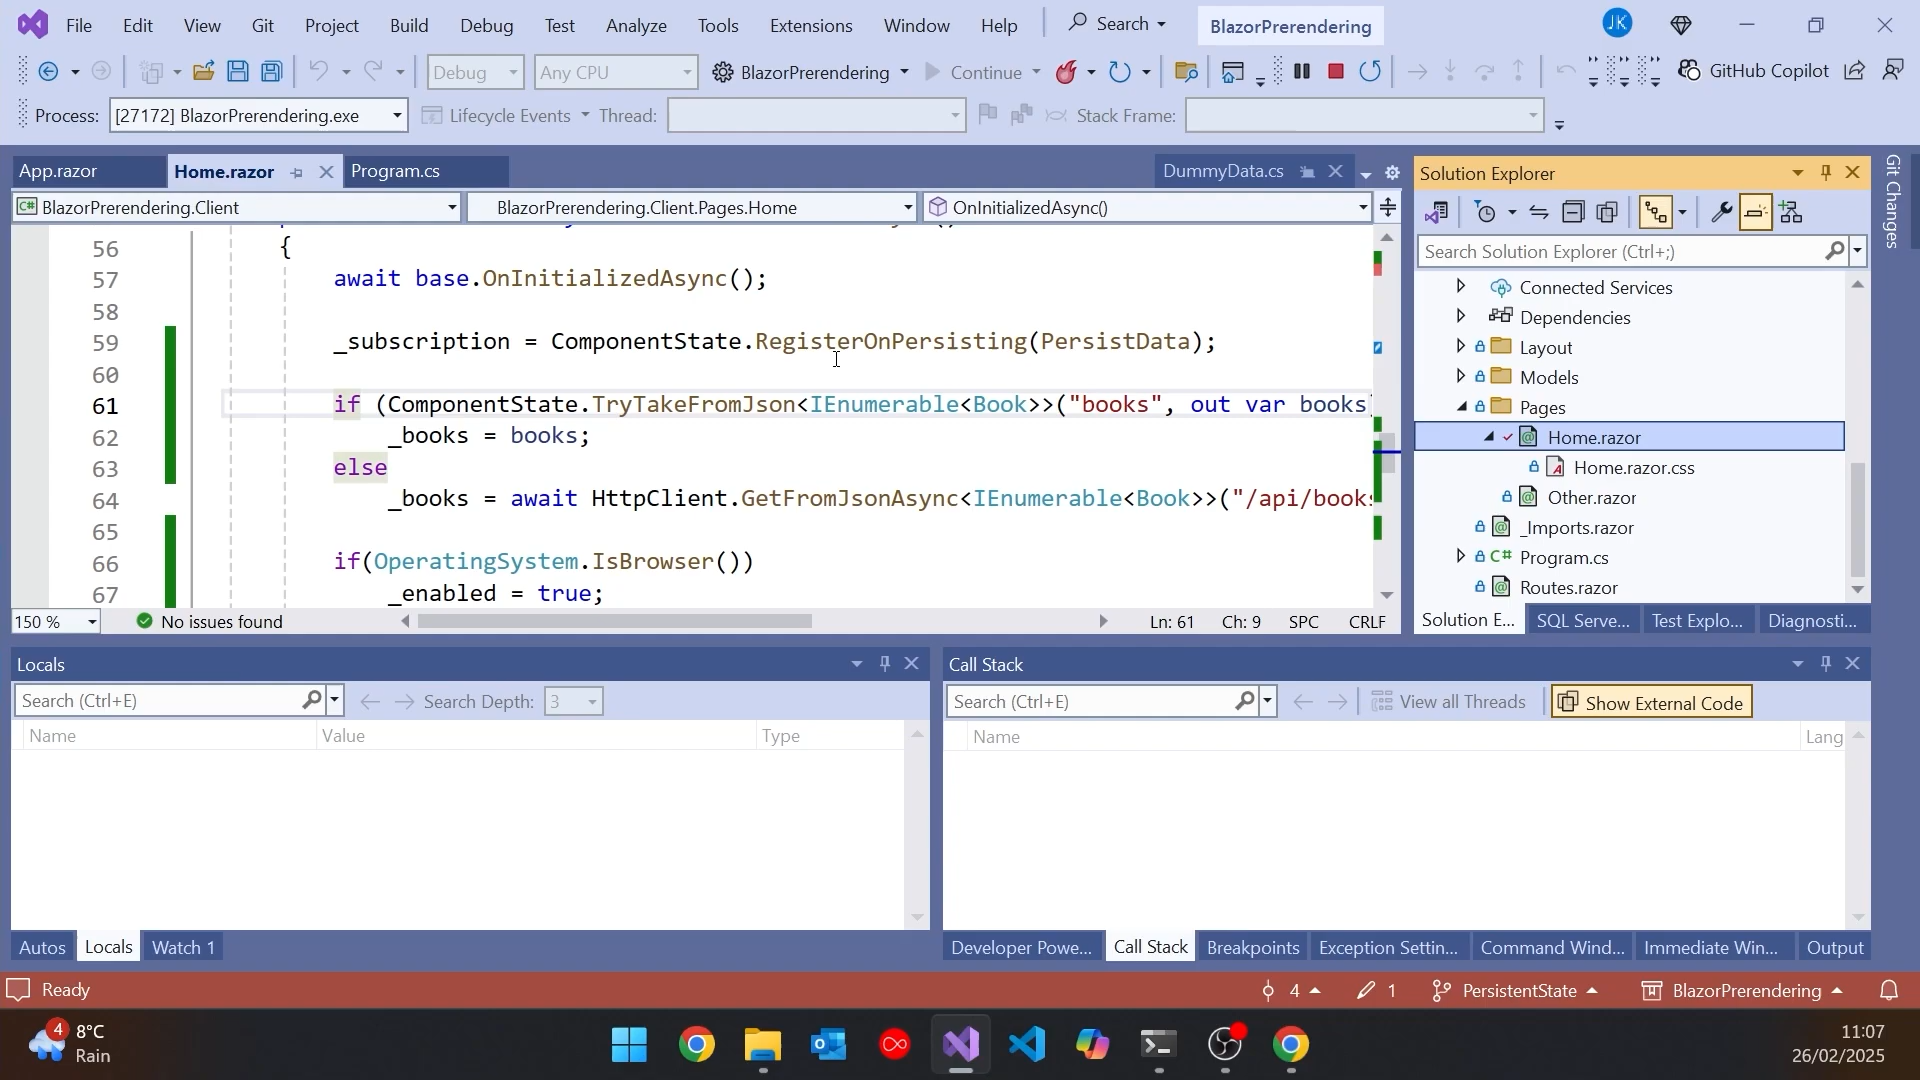 File Edit View Git Project Build Debug Test Analyze Tools Extensions Window Help Search BlazorPrerendering JK
Debug Any CPU BlazorPrerendering Continue GitHub Copilot
Process: [27172] BlazorPrerendering.exe Lifecycle Events Thread: Stack Frame:
App.razor Home.razor Program.cs DummyData.cs
BlazorPrerendering.Client BlazorPrerendering.Client.Pages.Home OnInitializedAsync()
56 {
57 await base.OnInitializedAsync();
58
59 _subscription = ComponentState.RegisterOnPersisting(PersistData);
60
61 if (ComponentState.TryTakeFromJson<IEnumerable<Book>>("books", out var books
62 _books = books;
63 else
64 _books = await HttpClient.GetFromJsonAsync<IEnumerable<Book>>("/api/books
65
66 if(OperatingSystem.IsBrowser())
67 _enabled = true;
150 % No issues found Ln: 61 Ch: 9 SPC CRLF
Solution Explorer
Search Solution Explorer (Ctrl+;)
Connected Services
Dependencies
Layout
Models
Pages
Home.razor
Home.razor.css
Other.razor
_Imports.razor
C# Program.cs
Routes.razor
Solution E... SQL Serve... Test Explo... Diagnosti...
Git Changes
Locals
Search (Ctrl+E) Search Depth: 3
Name Value Type
Autos Locals Watch 1
Call Stack
Search (Ctrl+E) View all Threads Show External Code
Name Lang
Developer Powe... Call Stack Breakpoints Exception Settin... Command Wind... Immediate Win... Output
Ready 4 1 PersistentState BlazorPrerendering
4 8°C
Rain
11:07
26/02/2025